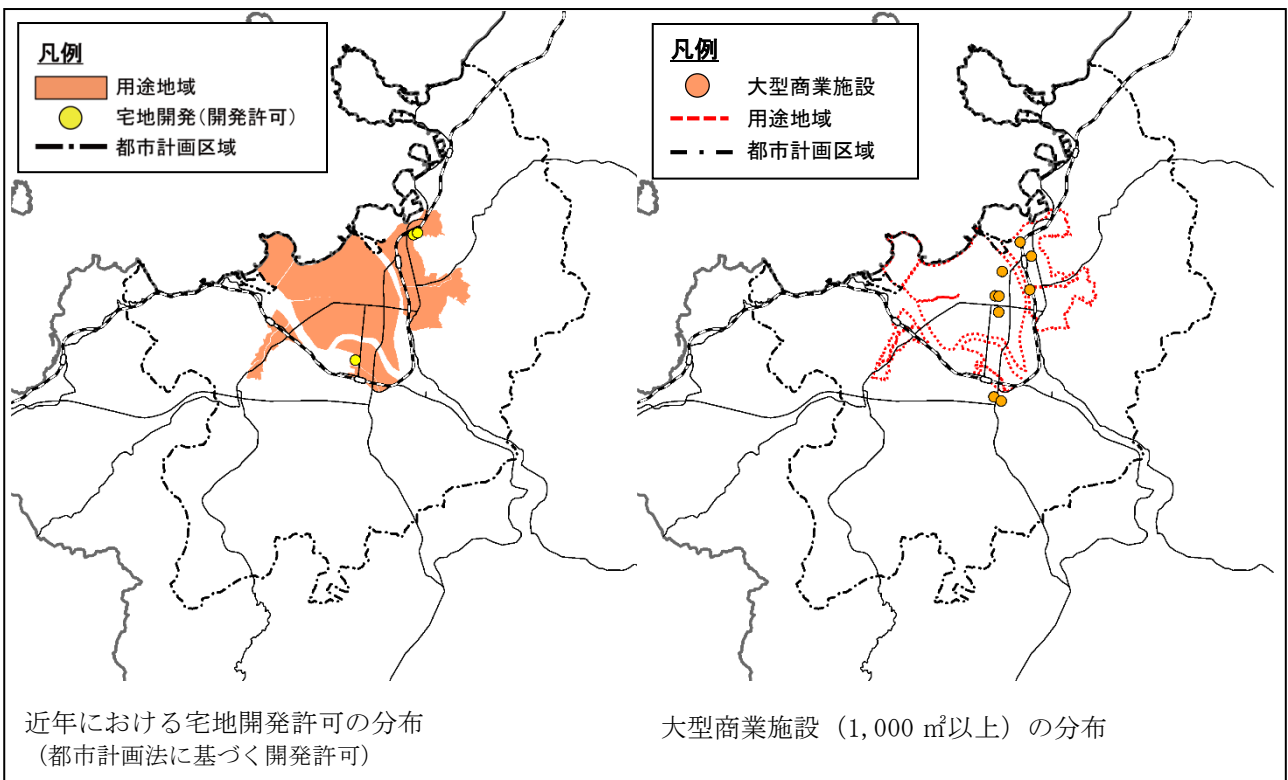 凡例
用途地域
宅地開発(開発許可)
都市計画区域
凡例
大型商業施設
用途地域
都市計画区域
近年における宅地開発許可の分布
(都市計画法に基づく開発許可)
大型商業施設(1,000 ㎡以上)の分布